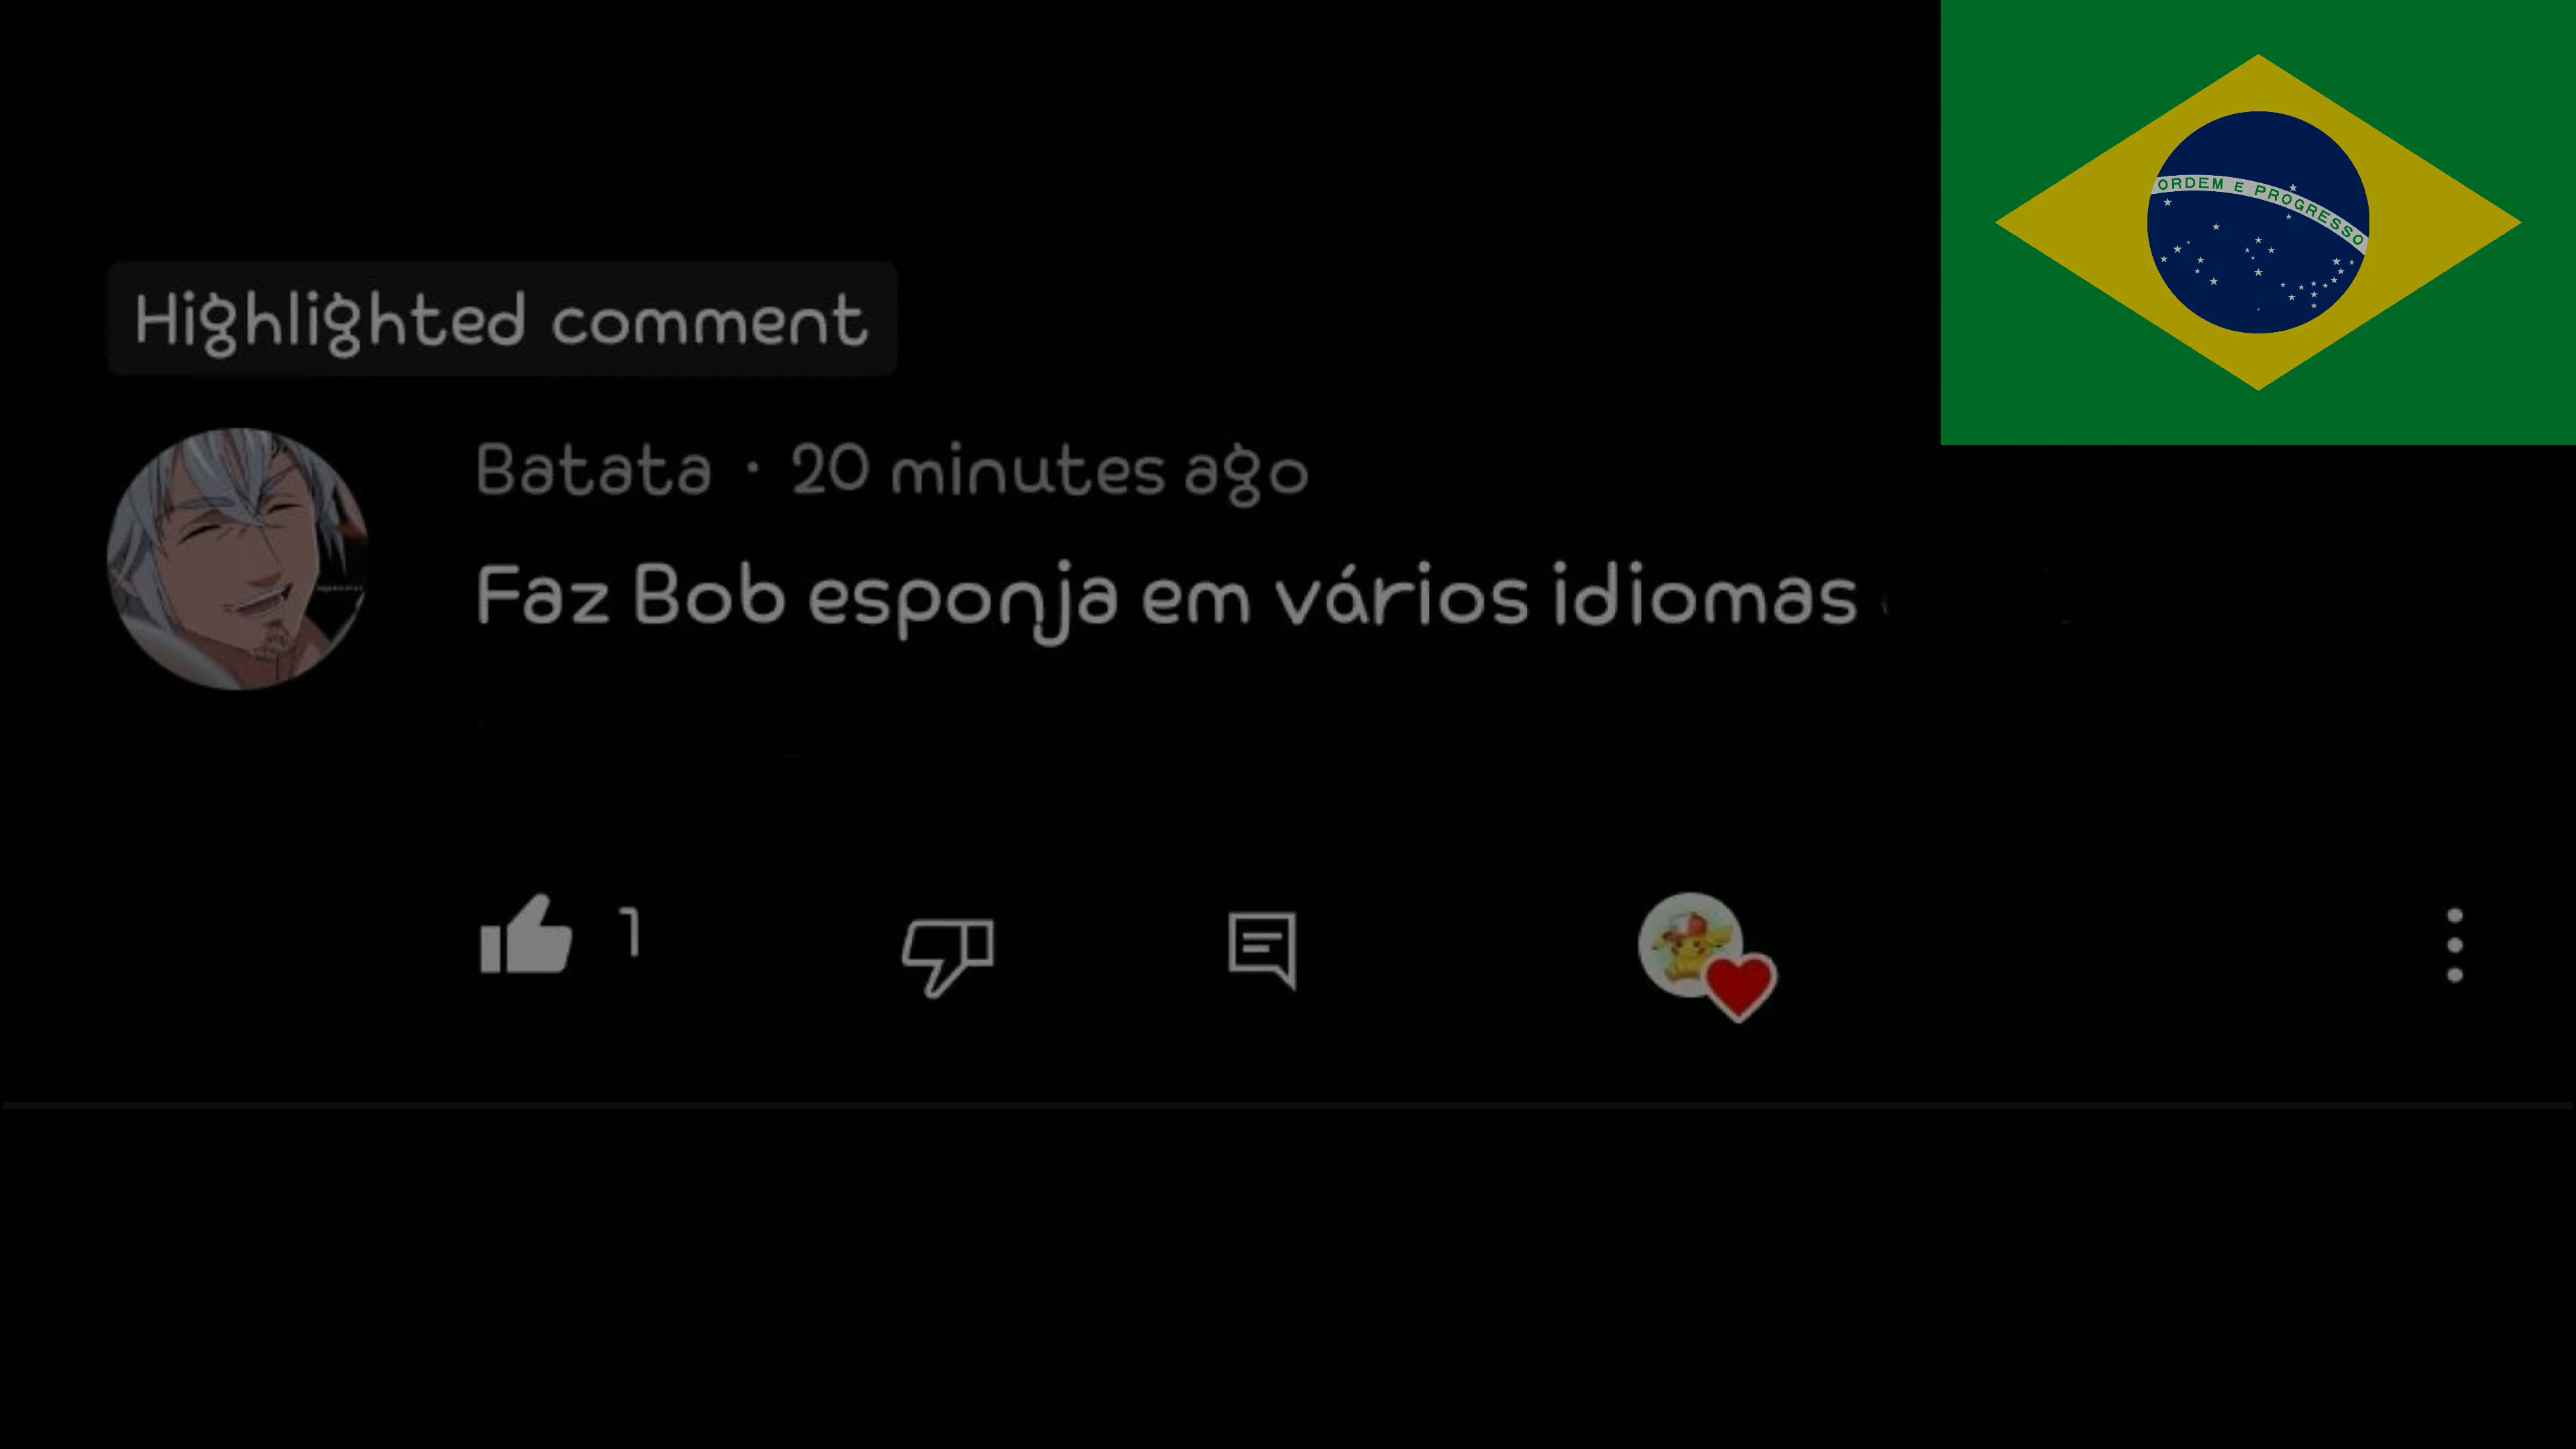 ORDEM E PROGRESSO
Highlighted comment
Batata · 20 minutes ago
Faz Bob esponja em vários idiomas
1